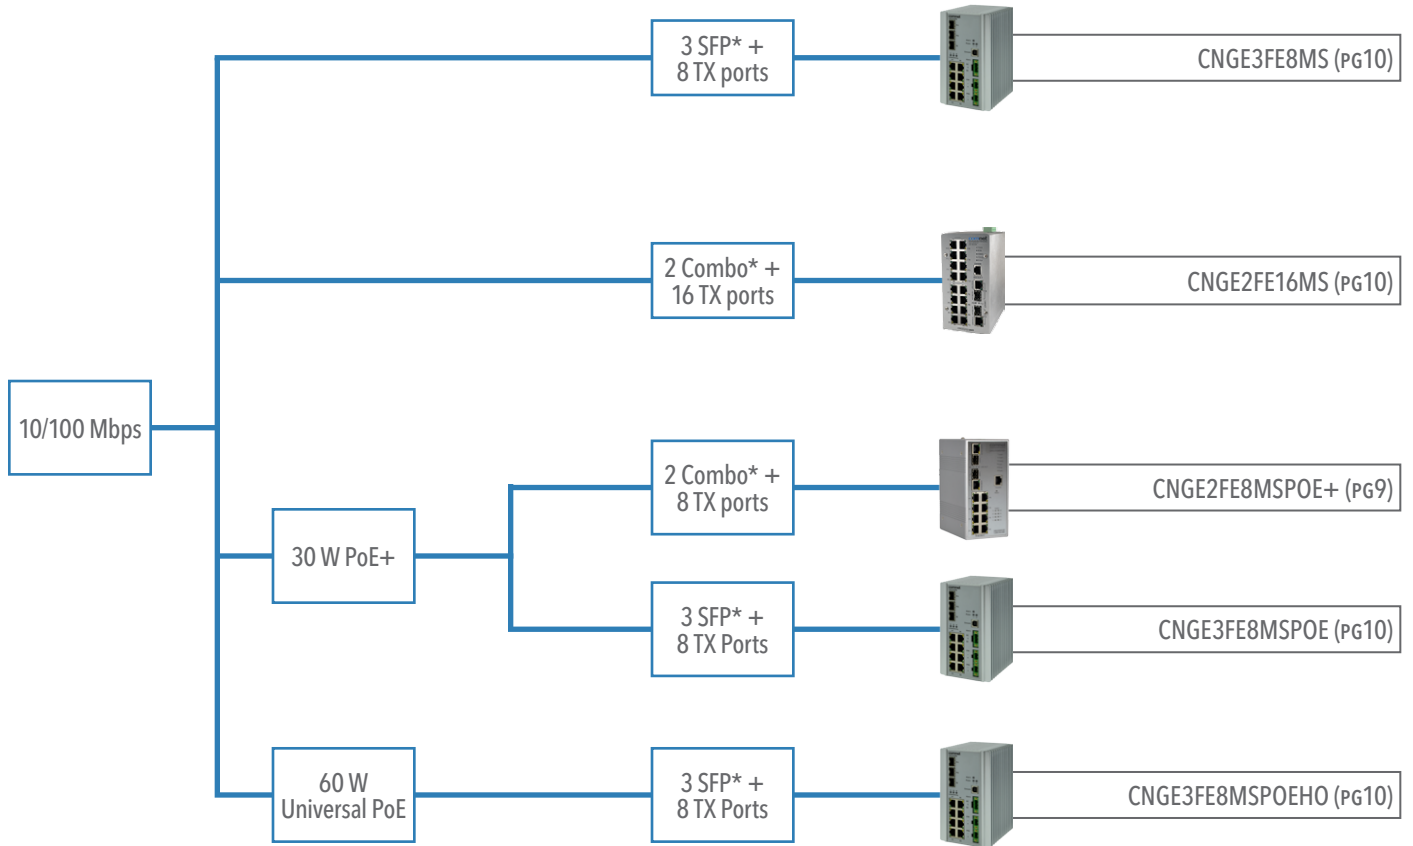 3 SFP* +
8 TX ports
CNGE3FE8MS (PG10)
2 Combo* +
16 TX ports
CNGE2FE16MS (PG10)
10/100 Mbps
2 Combo* +
8 TX ports
CNGE2FE8MSPOE+ (PG9)
30 W PoE+
3 SFP* +
8 TX Ports
CNGE3FE8MSPOE (PG10)
60 W
Universal PoE
3 SFP* +
8 TX Ports
CNGE3FE8MSPOEHO (PG10)